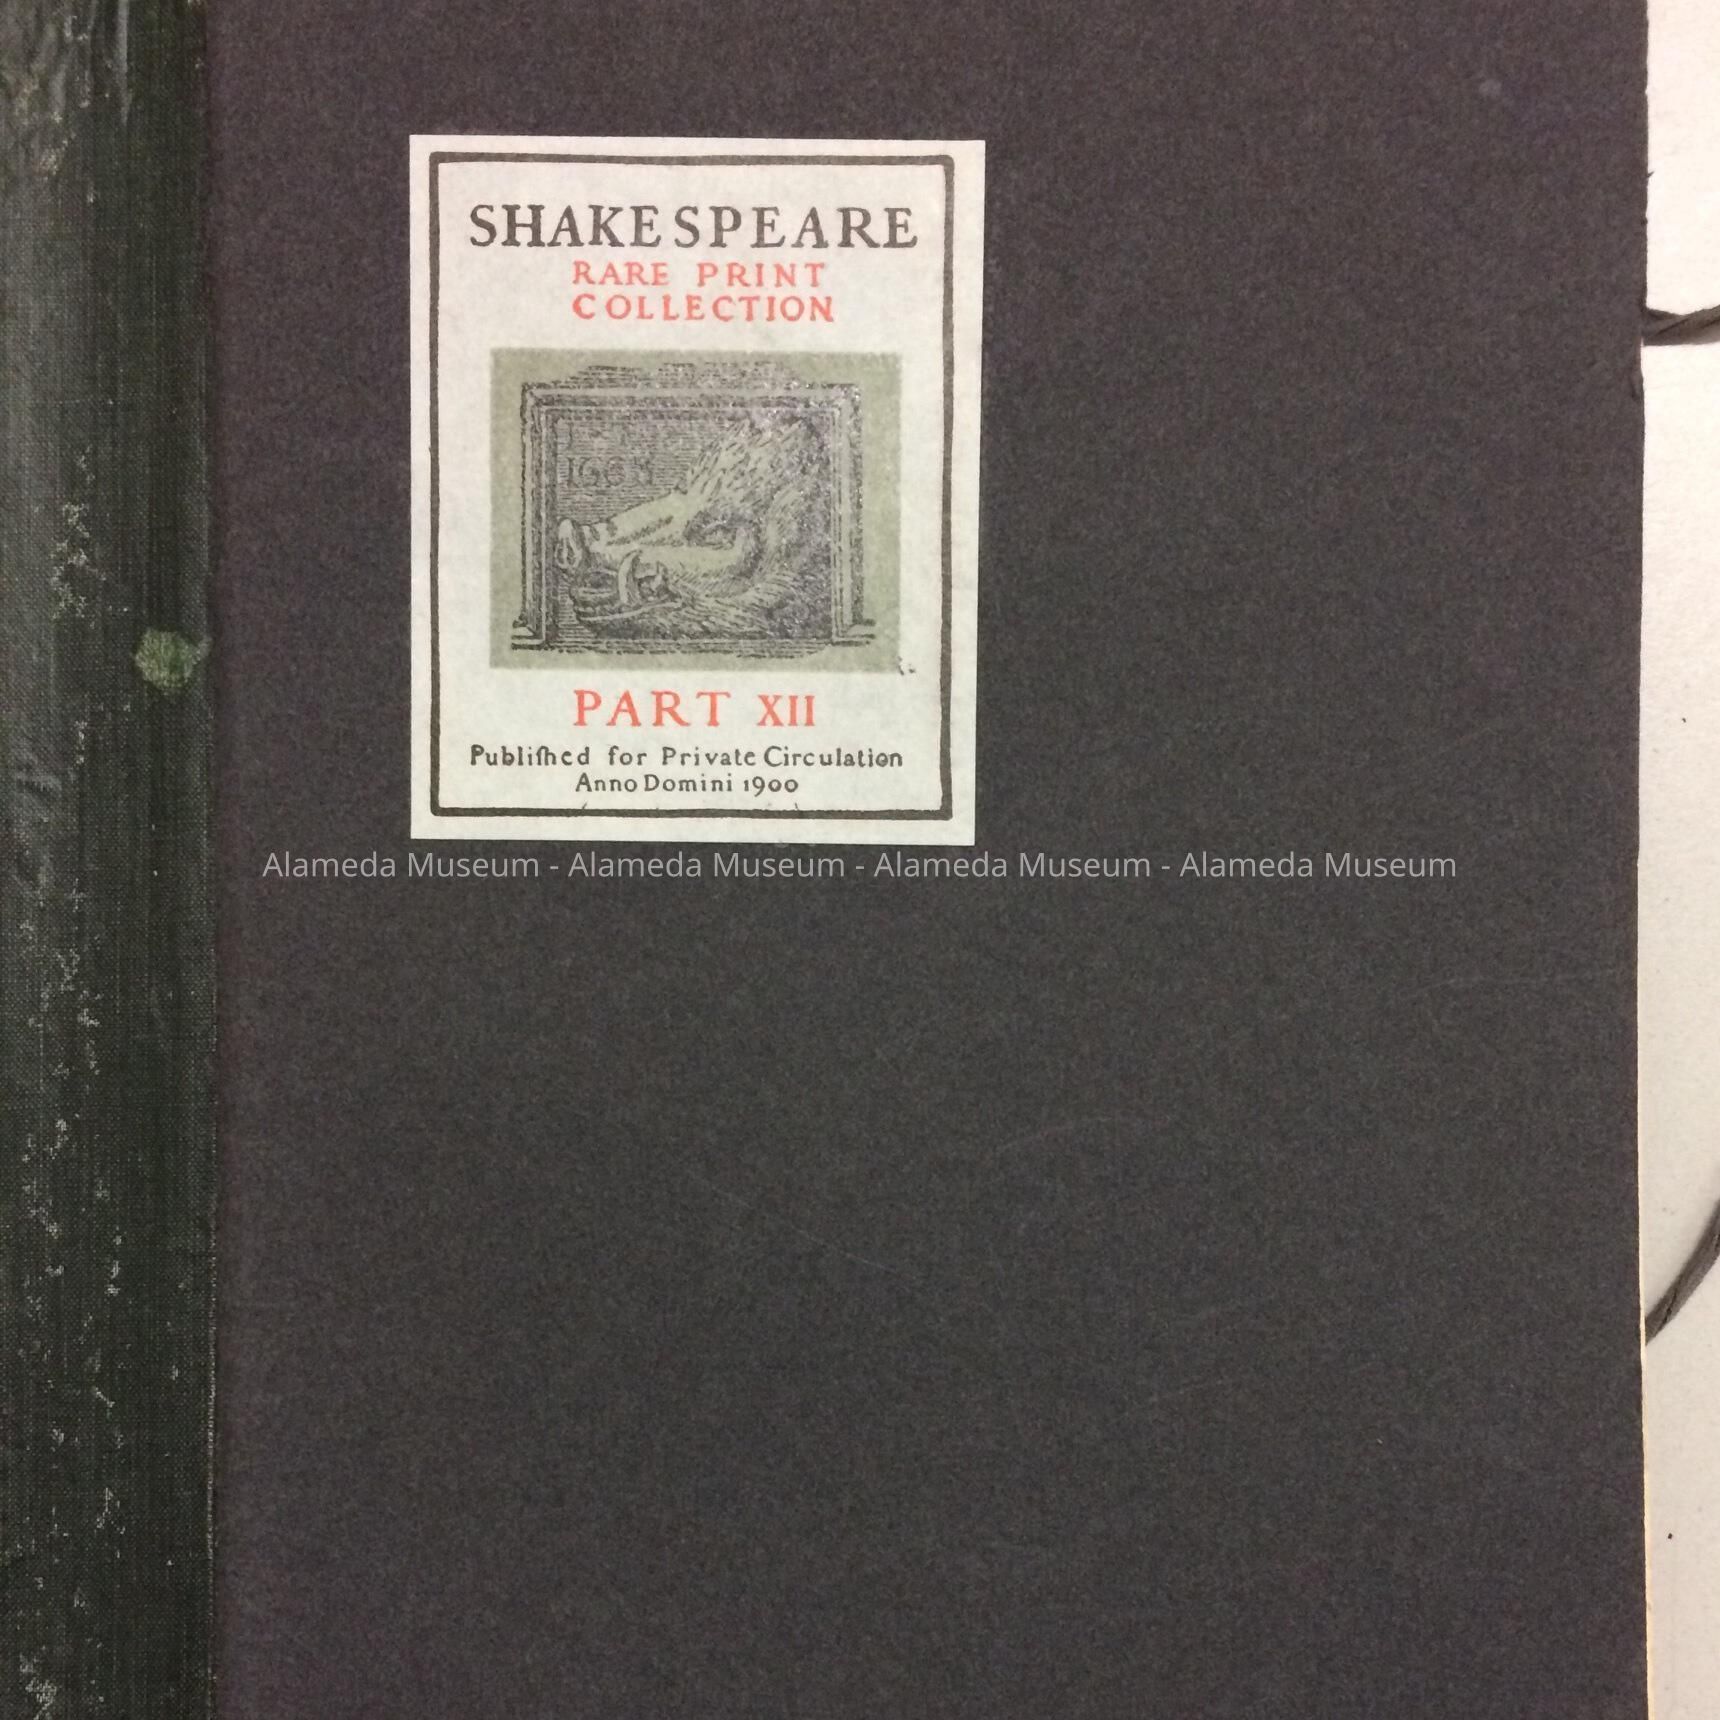 SHAKESPEARE
RARE PRINT
COLLECTION
PART XII
Publiſhed for Private Circulation
Anno Domini 1900
Alameda Museum - Alameda Museum - Alameda Museum - Alameda Museum